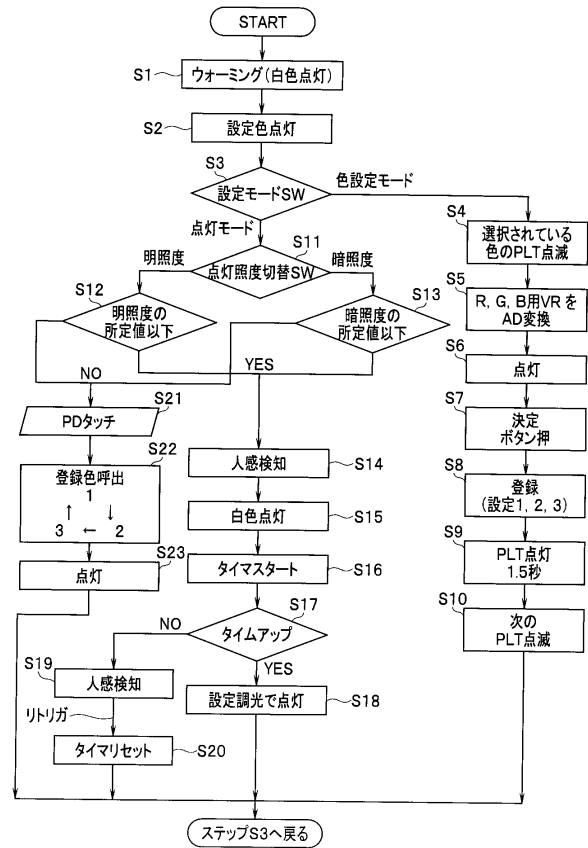 START
S1
ウォーミング(白色点灯)
S2
設定色点灯
S3
設定モードSW
色設定モード
点灯モード
S4
選択されている
色のPLT点滅
S11
点灯照度切替SW
明照度
暗照度
S5
R, G, B用VRを
AD変換
S12
明照度の
所定値以下
S13
暗照度の
所定値以下
S6
点灯
NO
YES
S7
決定
ボタン押
S21
PDタッチ
S22
登録色呼出
1
↑ ↓
3 ← 2
S14
人感検知
S8
登録
(設定1, 2, 3)
S15
白色点灯
S23
点灯
S9
PLT点灯
1.5秒
S16
タイマスタート
S10
次の
PLT点滅
S17
タイムアップ
NO
YES
S19
人感検知
S18
設定調光で点灯
リトリガ
S20
タイマリセット
ステップS3へ戻る